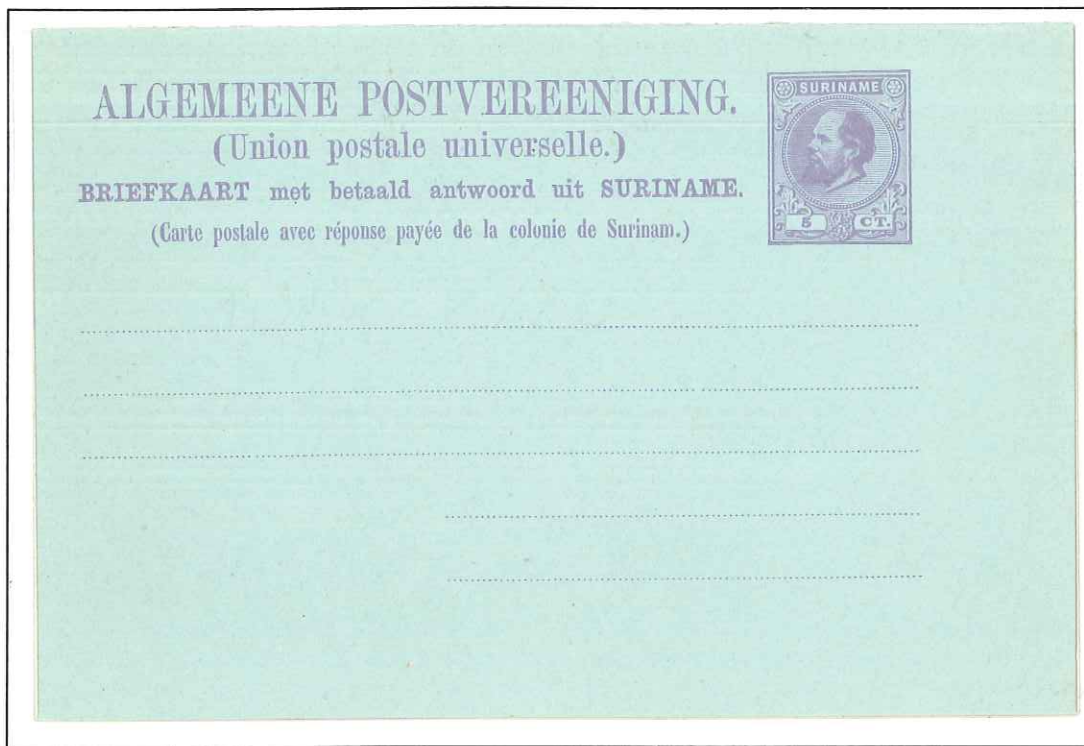 ALGEMEENE POSTVEREENIGING.
(Union postale universelle.)
BRIEFKAART met betaald antwoord uit SURINAME.
(Carte postale avec réponse payée de la colonie de Surinam.)
SURINAME
5 CT.